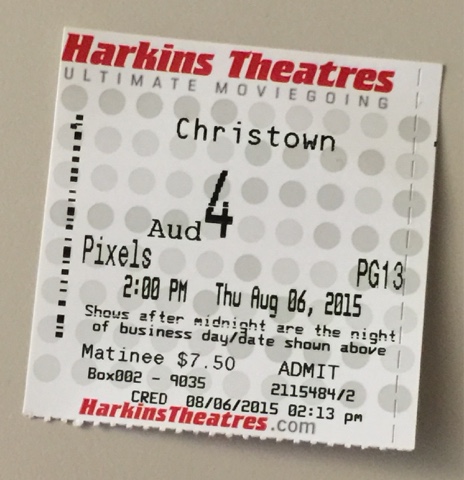 Harkins Theatres
ULTIMATE MOVIEGOING
Christown
Aud 4
Pixels PG13
2:00 PM Thu Aug 06, 2015
Shows after midnight are the night
of business day/date shown above
Matinee $7.50 ADMIT
Box002 - 9035 2115484/2
CRED 08/06/2015 02:13 pm
HarkinsTheatres.com